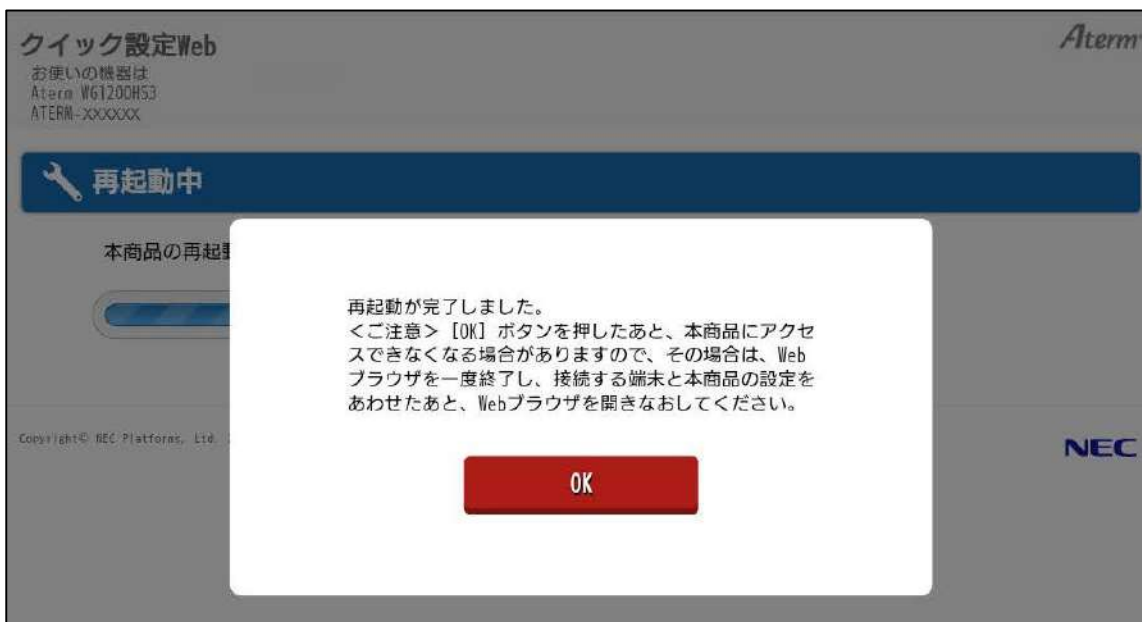 クイック設定Web
Aterm
お使いの機器は
Aterm WG1200HS3
ATERM-XXXXXX
再起動中
本商品の再起動
再起動が完了しました。
<ご注意> [OK] ボタンを押したあと、本商品にアクセ
スできなくなる場合がありますので、その場合は、Web
ブラウザを一度終了し、接続する端末と本商品の設定を
あわせたあと、Webブラウザを開きなおしてください。
OK
Copyright© NEC Platforms, Ltd.
NEC